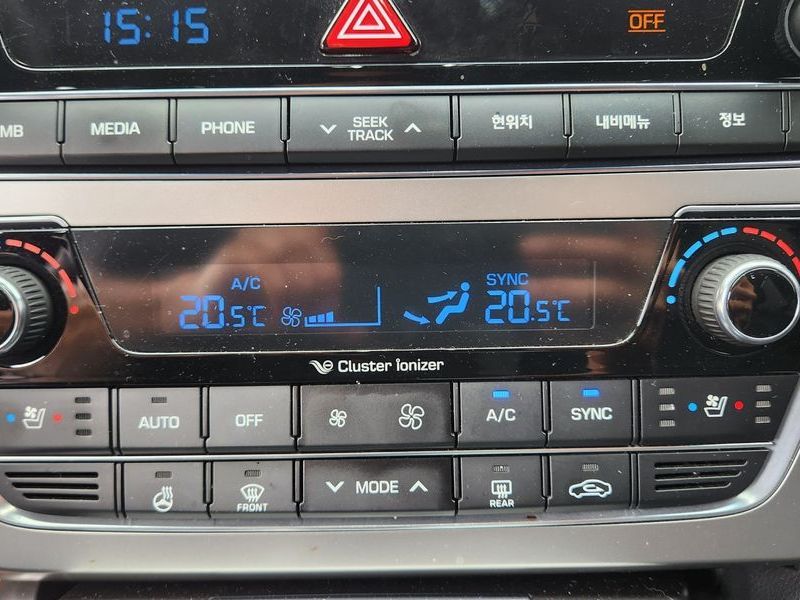 15:15
OFF
MB
MEDIA
PHONE
SEEK
TRACK
현위치
내비메뉴
정보
A/C
20.5°C
SYNC
20.5°C
Cluster ionizer
AUTO
OFF
A/C
SYNC
FRONT
MODE
REAR